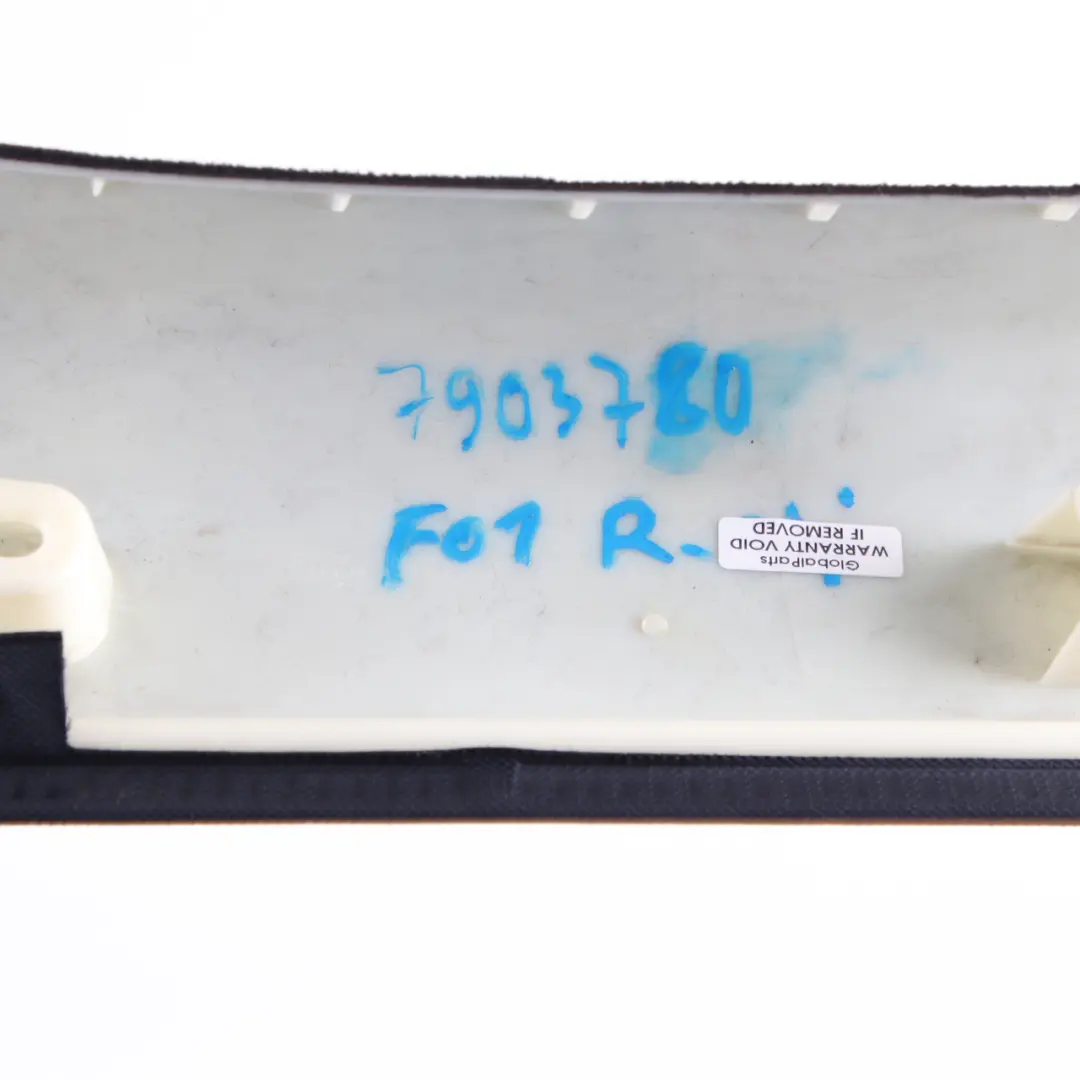 7903780
F01 R
GlobalParts
WARRANTY VOID
IF REMOVED